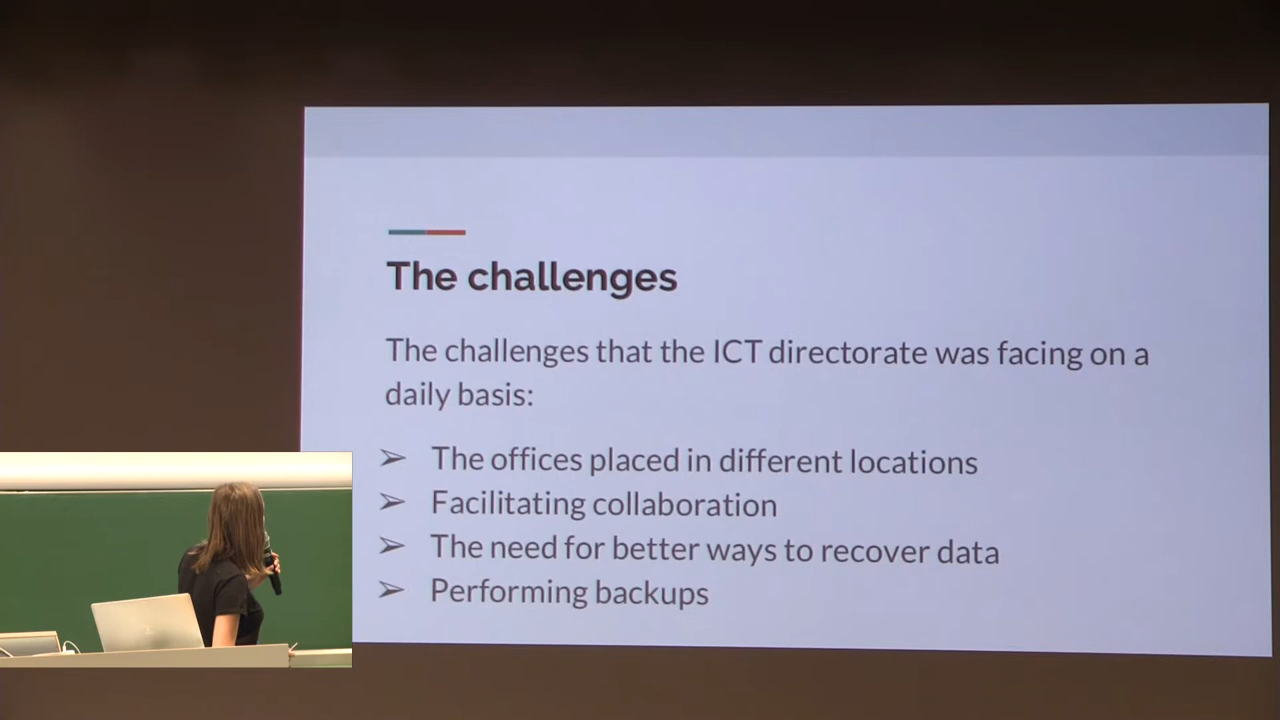 The challenges
The challenges that the ICT directorate was facing on a
daily basis:
➢ The offices placed in different locations
➢ Facilitating collaboration
➢ The need for better ways to recover data
➢ Performing backups